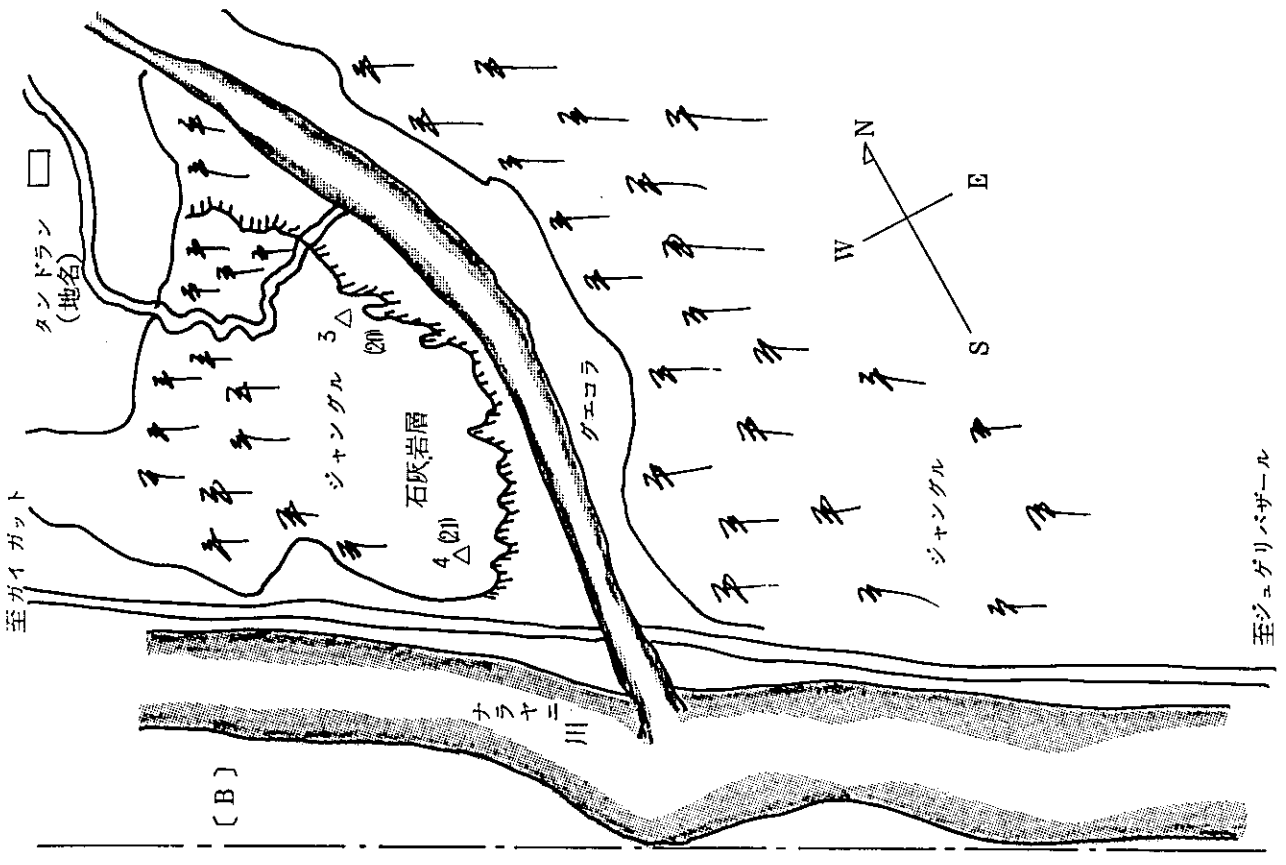 至ガイガット
タンドラン
(地名)
ジャングル
3
(20)
石灰岩層
4
(21)
グエコラ
ナラヤニ川
〔B〕
W
N
E
S
ジャングル
至ジュゲリバザール